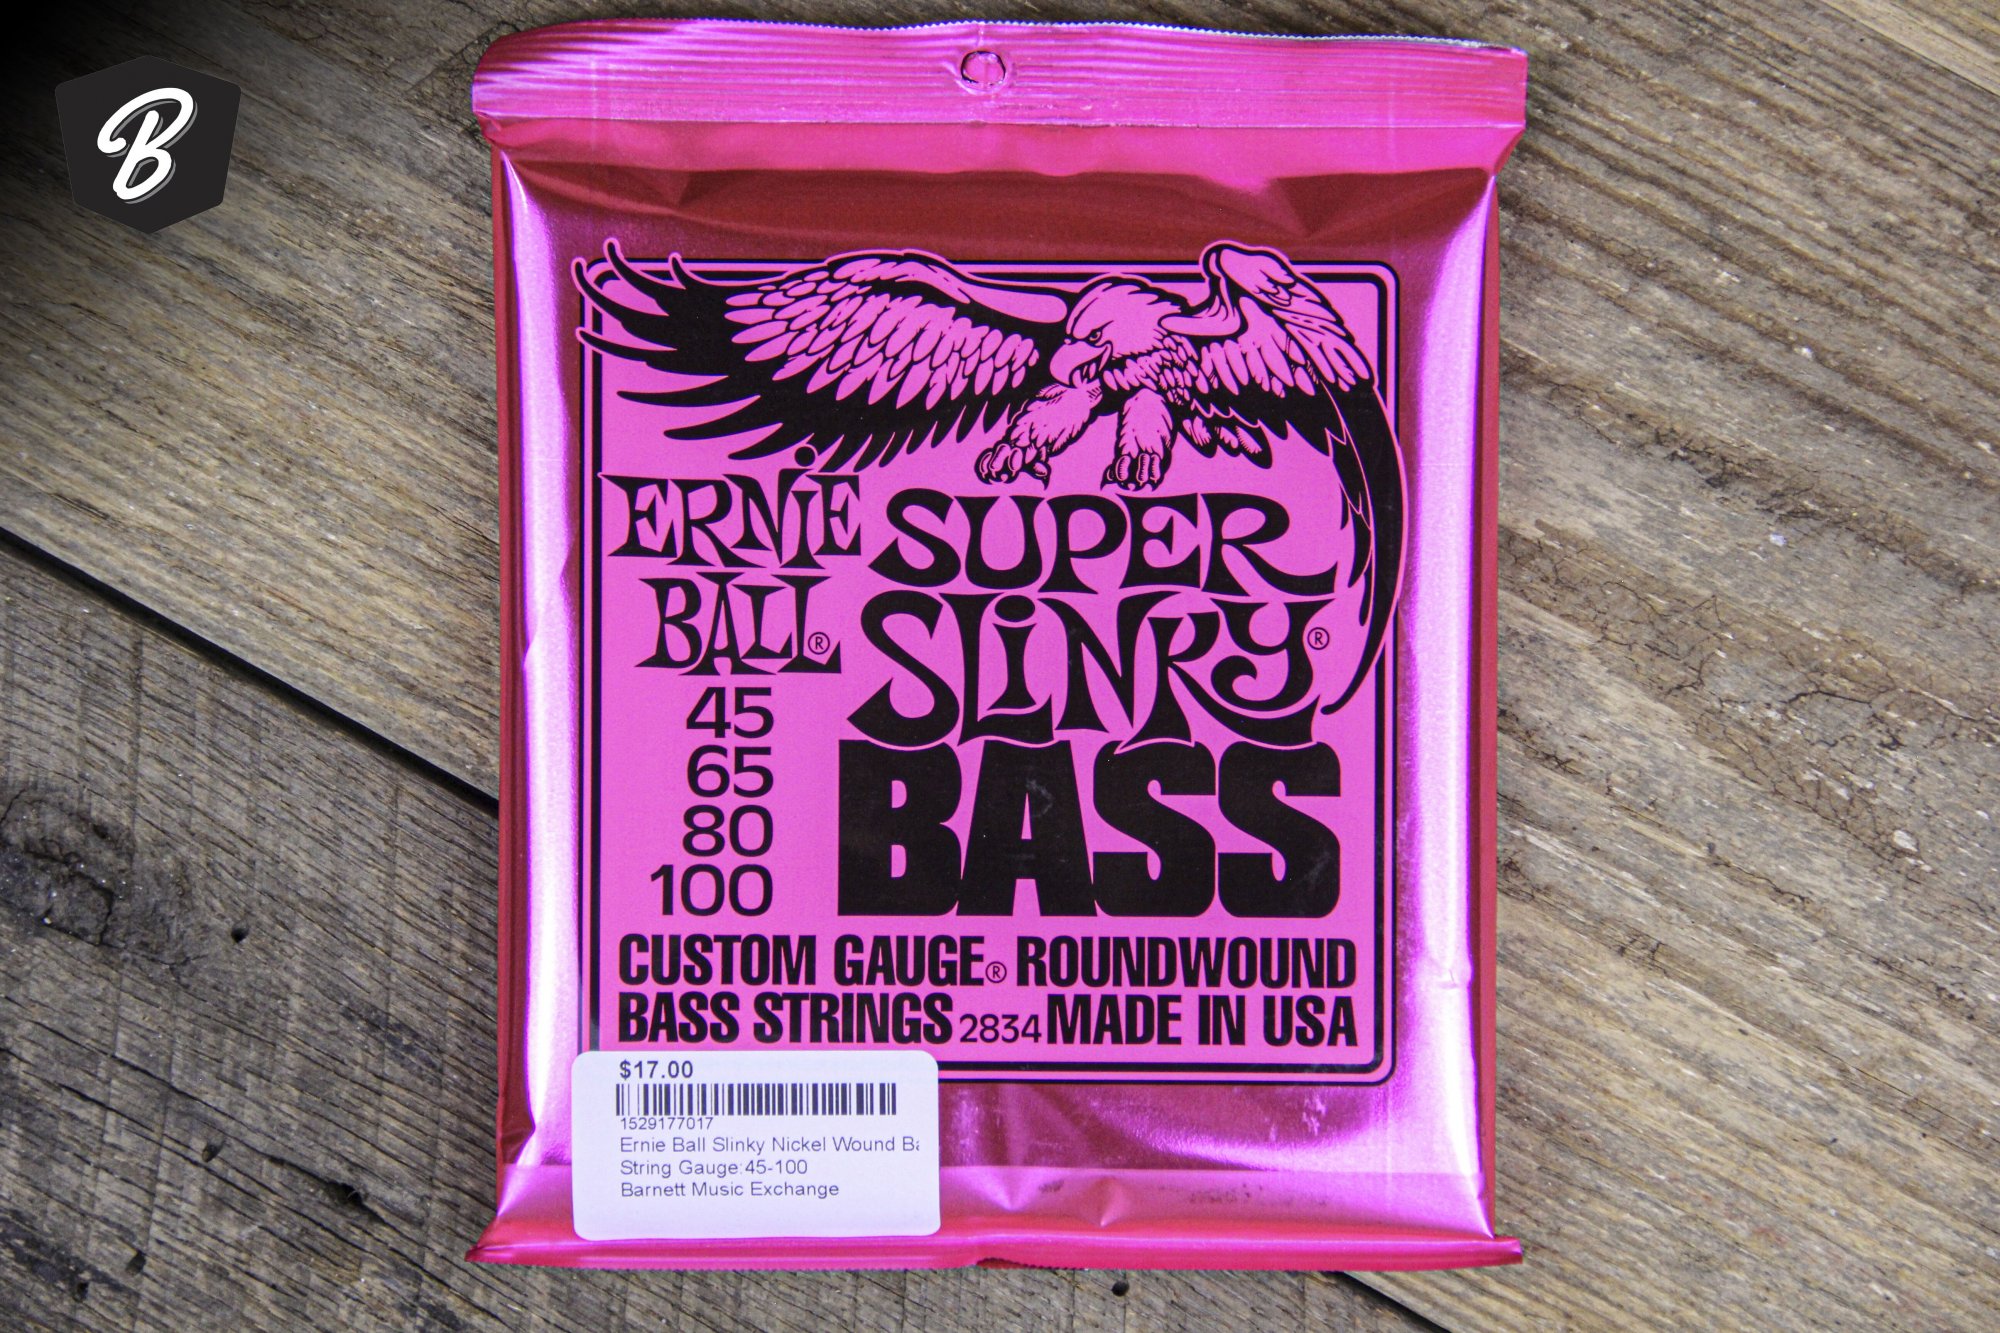 B
ERNiE
BALL®
SUPER
SLiNKY®
BASS
45
65
80
100
CUSTOM GAUGE® ROUNDWOUND
BASS STRINGS 2834 MADE IN USA
$17.00
1529177017
Ernie Ball Slinky Nickel Wound Ba
String Gauge:45-100
Barnett Music Exchange